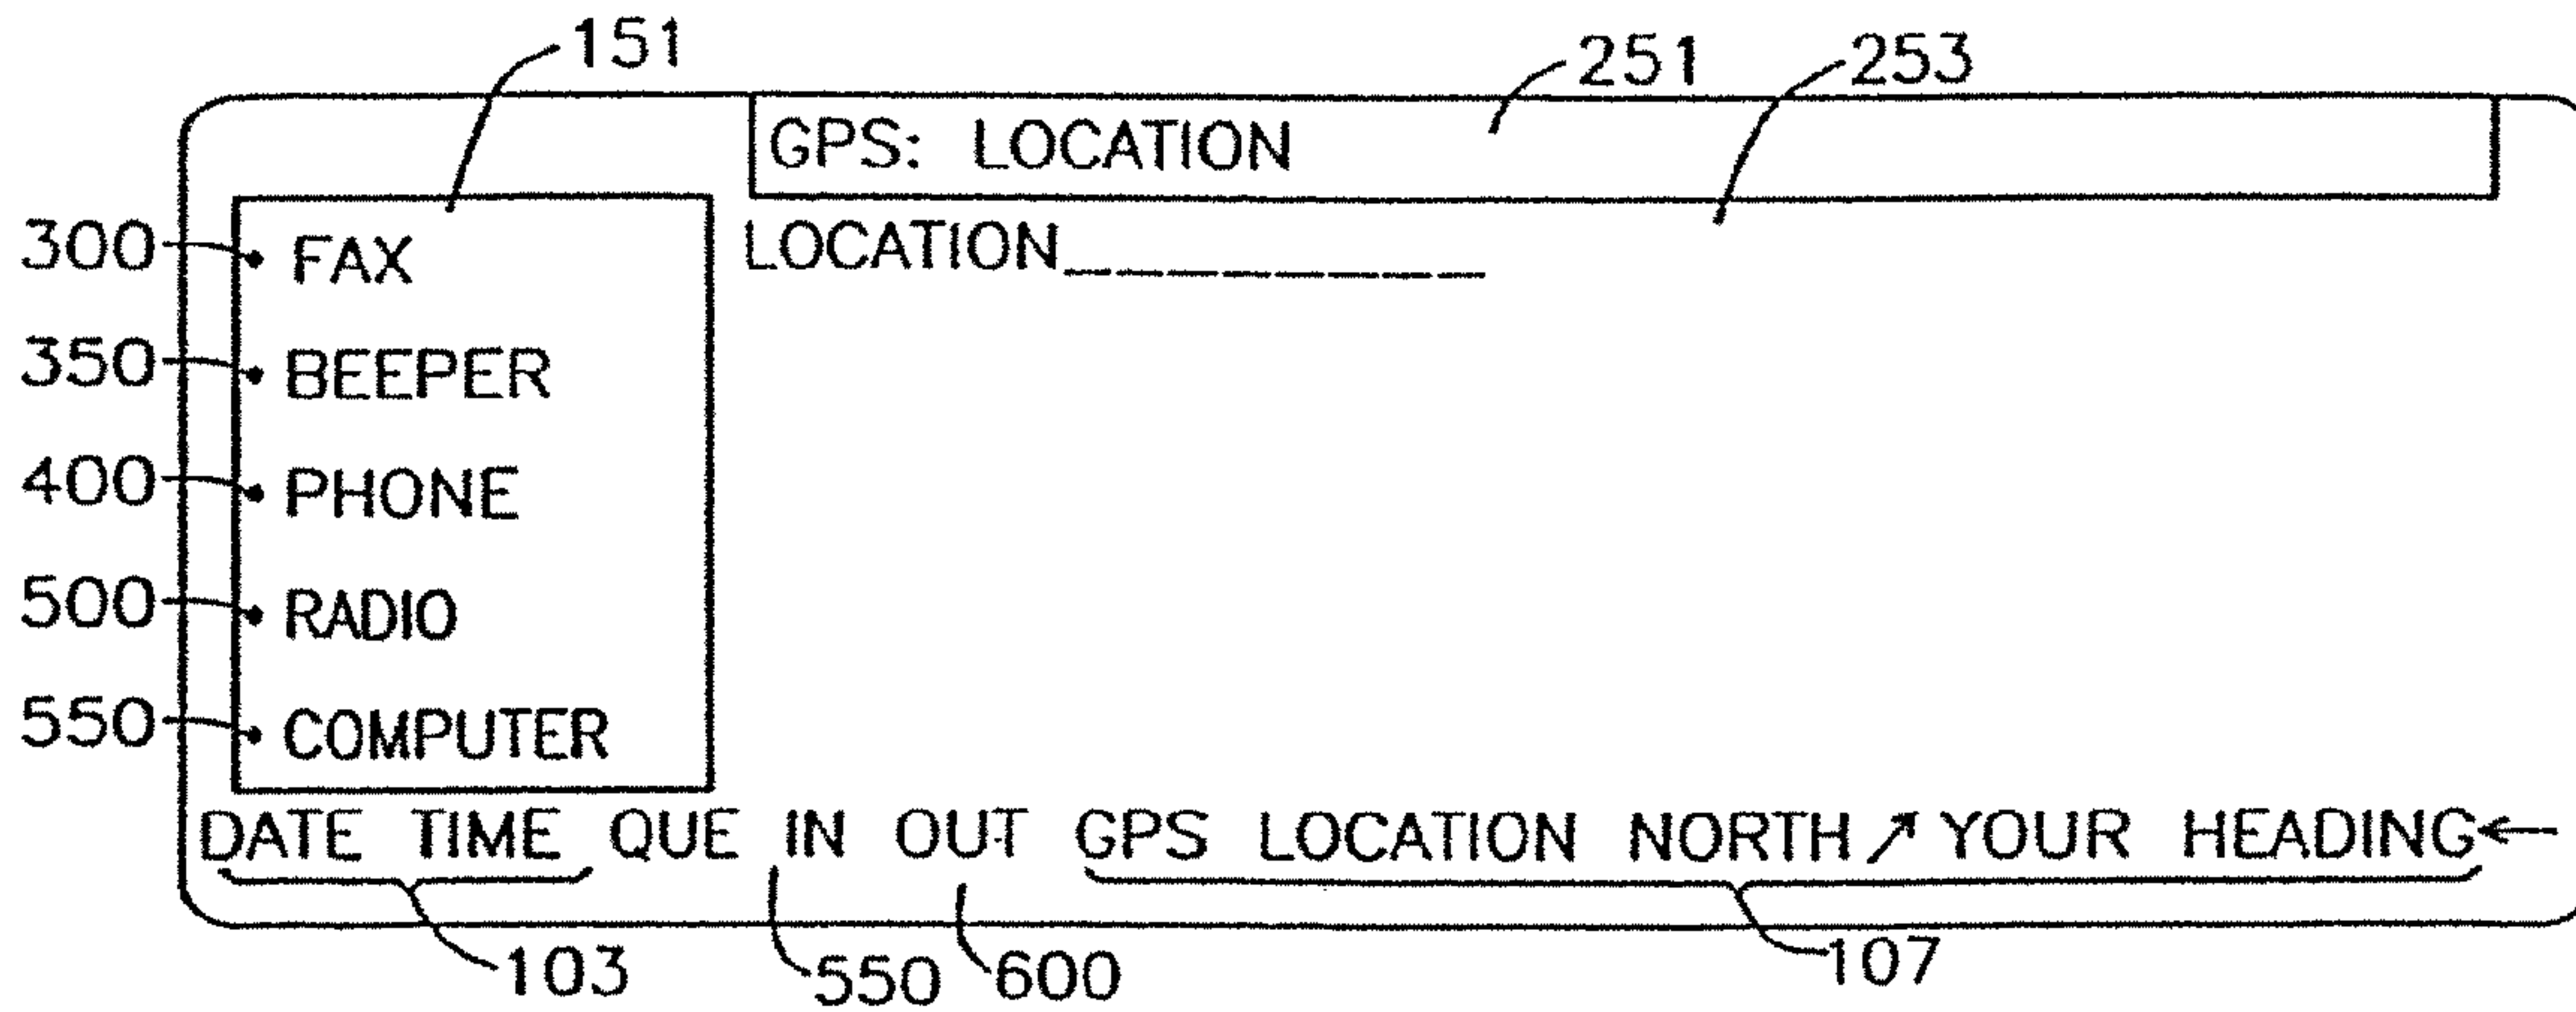 151
251
253
GPS: LOCATION
LOCATION_________
300 • FAX
350 • BEEPER
400 • PHONE
500 • RADIO
550 • COMPUTER
DATE TIME QUE IN OUT GPS LOCATION NORTH↗YOUR HEADING←
103
550
600
107